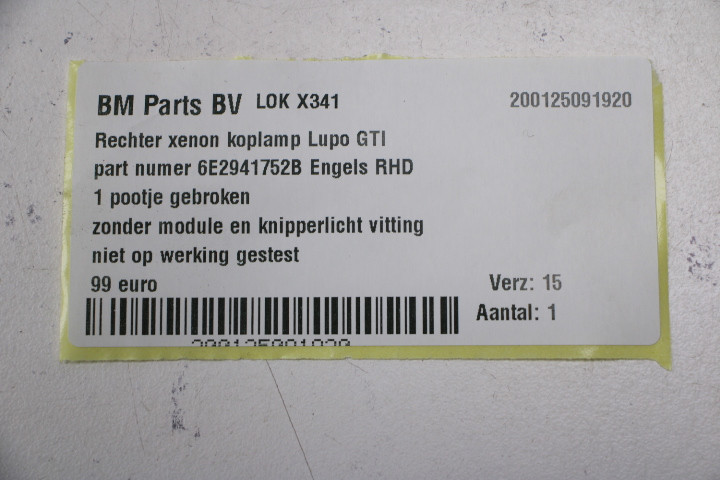 BM Parts BV LOK X341 200125091920
Rechter xenon koplamp Lupo GTI
part numer 6E2941752B Engels RHD
1 pootje gebroken
zonder module en knipperlicht vitting
niet op werking gestest
99 euro Verz: 15
Aantal: 1